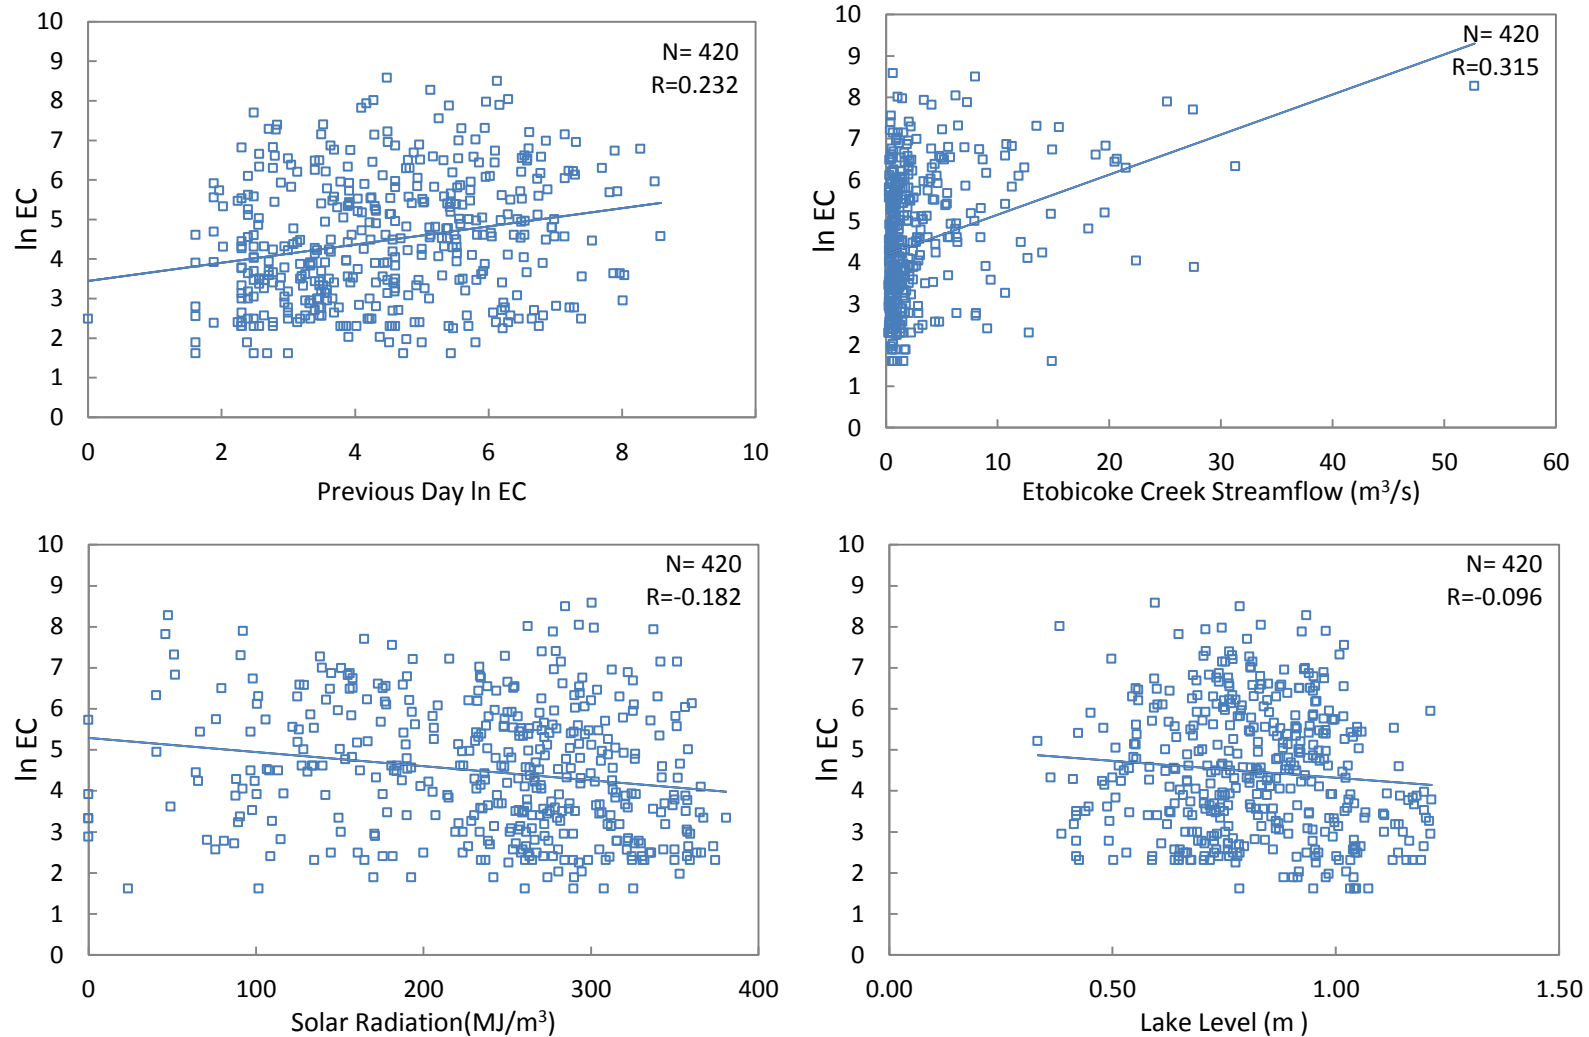 10
9
8
7
6
5
4
3
2
1
0
ln EC
N= 420
R=0.232
0 2 4 6 8 10
Previous Day ln EC
10
9
8
7
6
5
4
3
2
1
0
ln EC
N= 420
R=0.315
0 10 20 30 40 50 60
Etobicoke Creek Streamflow (m³/s)
10
9
8
7
6
5
4
3
2
1
0
ln EC
N= 420
R=-0.182
0 100 200 300 400
Solar Radiation(MJ/m³)
10
9
8
7
6
5
4
3
2
1
0
ln EC
N= 420
R=-0.096
0.00 0.50 1.00 1.50
Lake Level (m )